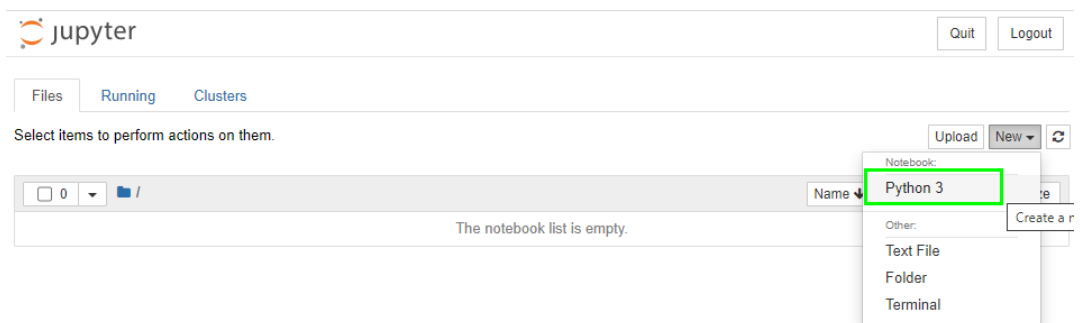 jupyter
Quit Logout
Files Running Clusters
Select items to perform actions on them.
Upload New
Notebook:
0 / Name
Python 3
Create a
The notebook list is empty.
Other:
Text File
Folder
Terminal